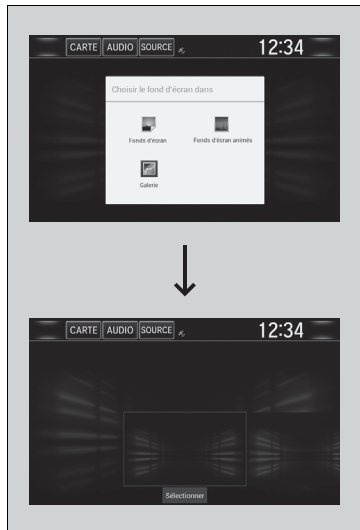 CARTE AUDIO SOURCE 12:34
Choisir le fond d'écran dans
Fonds d'écran Fonds d'écran animés
Galerie
CARTE AUDIO SOURCE 12:34
Sélectionner